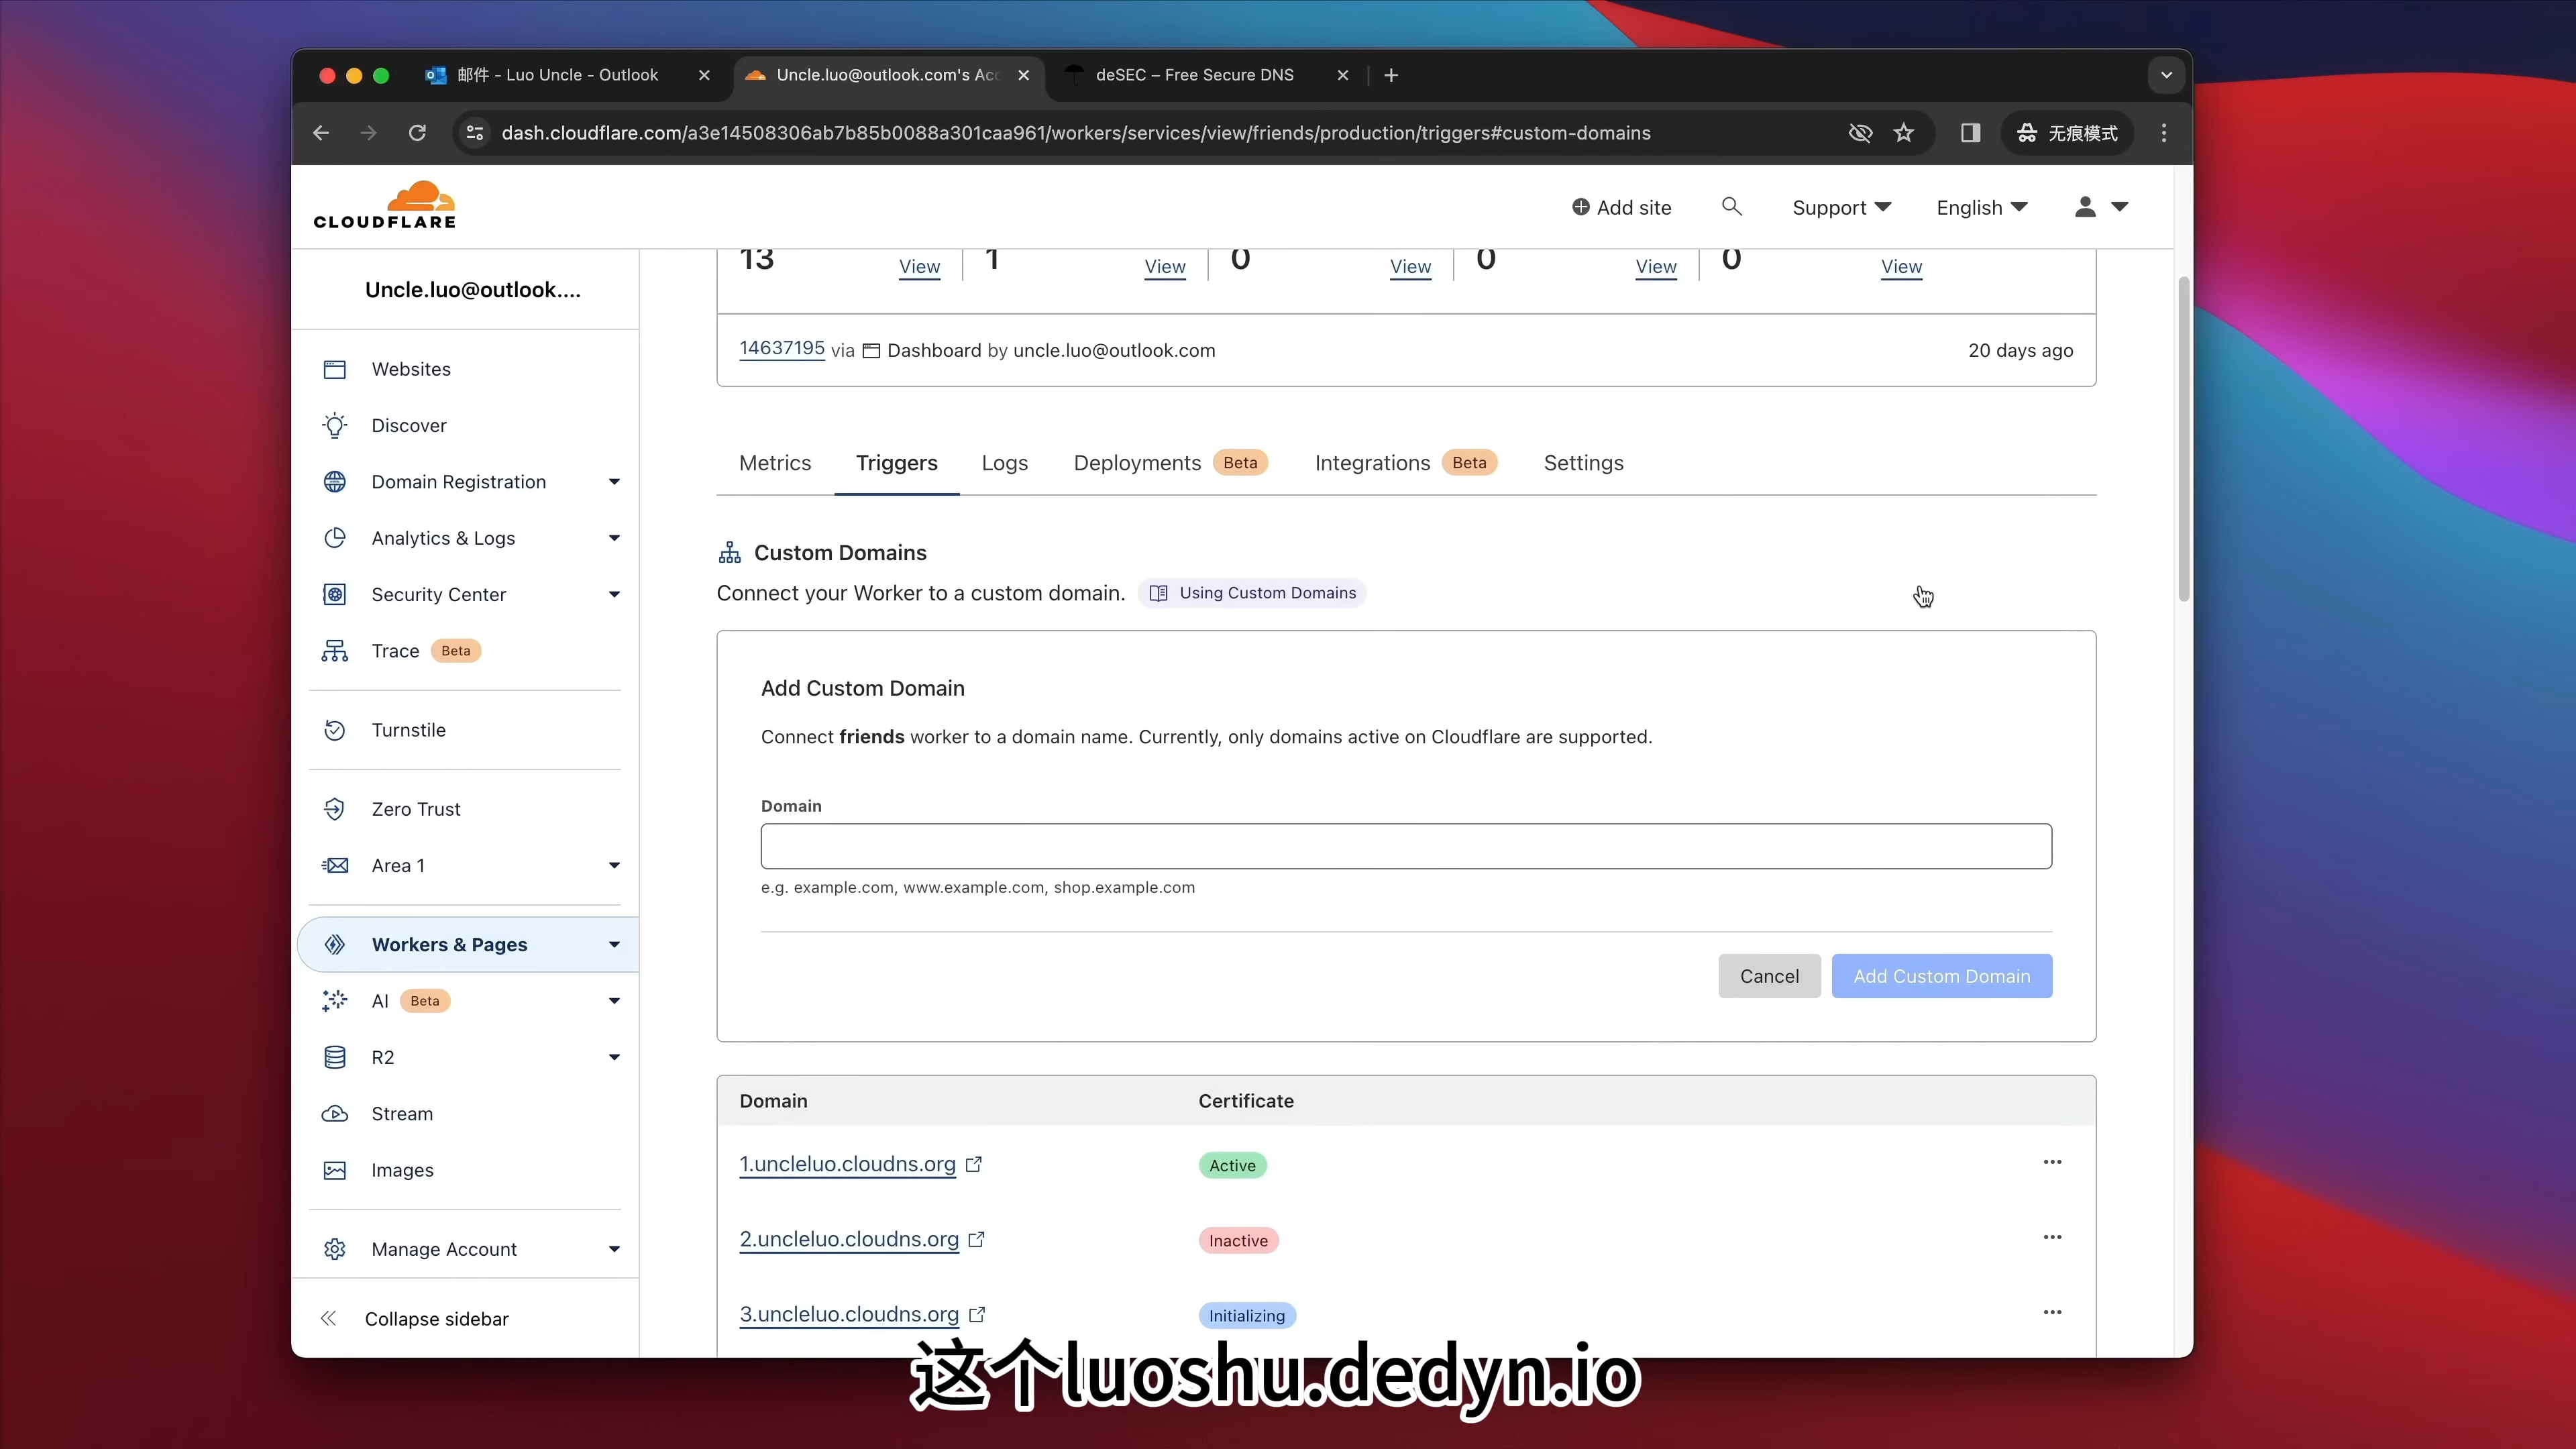 邮件 - Luo Uncle - Outlook
Uncle.luo@outlook.com's Acc
deSEC – Free Secure DNS
dash.cloudflare.com/a3e14508306ab7b85b0088a301caa961/workers/services/view/friends/production/triggers#custom-domains
无痕模式
CLOUDFLARE
Add site
Support
English
Uncle.luo@outlook....
Websites
Discover
Domain Registration
Analytics & Logs
Security Center
Trace Beta
Turnstile
Zero Trust
Area 1
Workers & Pages
AI Beta
R2
Stream
Images
Manage Account
Collapse sidebar
13 View 1 View 0 View 0 View 0 View
14637195 via Dashboard by uncle.luo@outlook.com 20 days ago
Metrics Triggers Logs Deployments Beta Integrations Beta Settings
Custom Domains
Connect your Worker to a custom domain. Using Custom Domains
Add Custom Domain
Connect friends worker to a domain name. Currently, only domains active on Cloudflare are supported.
Domain
e.g. example.com, www.example.com, shop.example.com
Cancel Add Custom Domain
Domain Certificate
1.uncleluo.cloudns.org Active
2.uncleluo.cloudns.org Inactive
3.uncleluo.cloudns.org Initializing
这个luoshu.dedyn.io